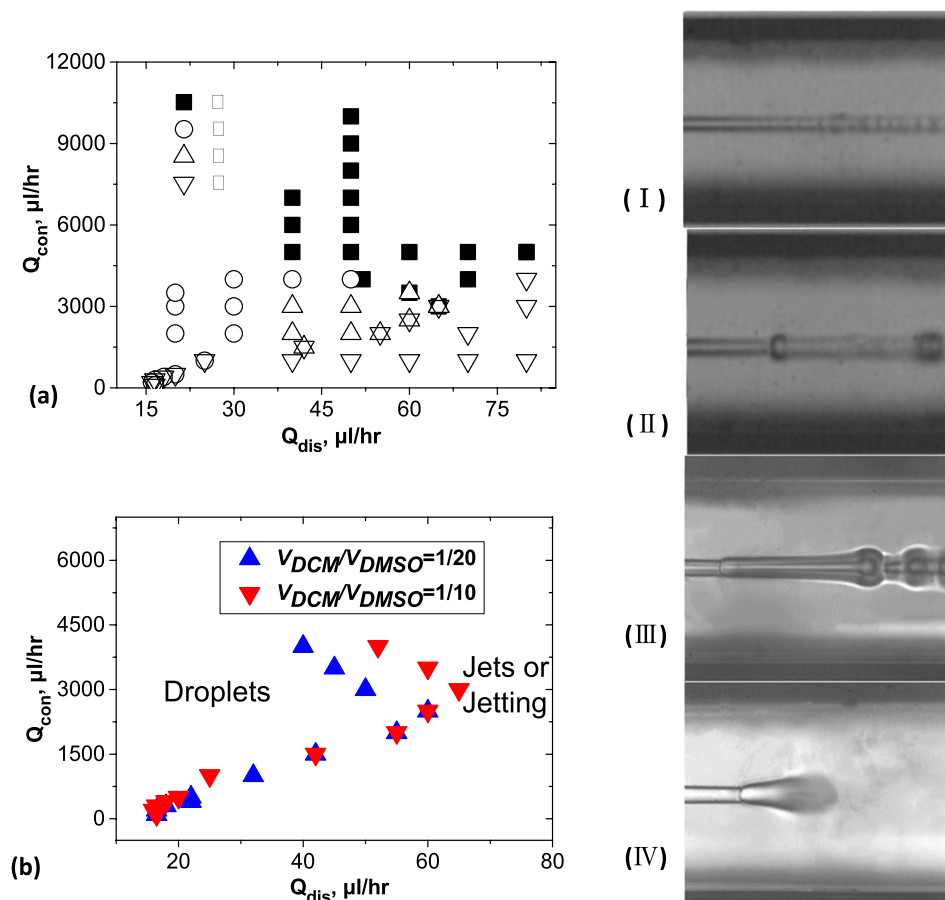 12000
9000
6000
3000
0
Q_con, µl/hr
15 30 45 60 75
Q_dis, µl/hr
(a)
6000
4500
3000
1500
0
Q_con, µl/hr
V_DCM/V_DMSO=1/20
V_DCM/V_DMSO=1/10
Droplets
Jets or
Jetting
20 40 60 80
Q_dis, µl/hr
(b)
(Ⅰ)
(Ⅱ)
(Ⅲ)
(Ⅳ)